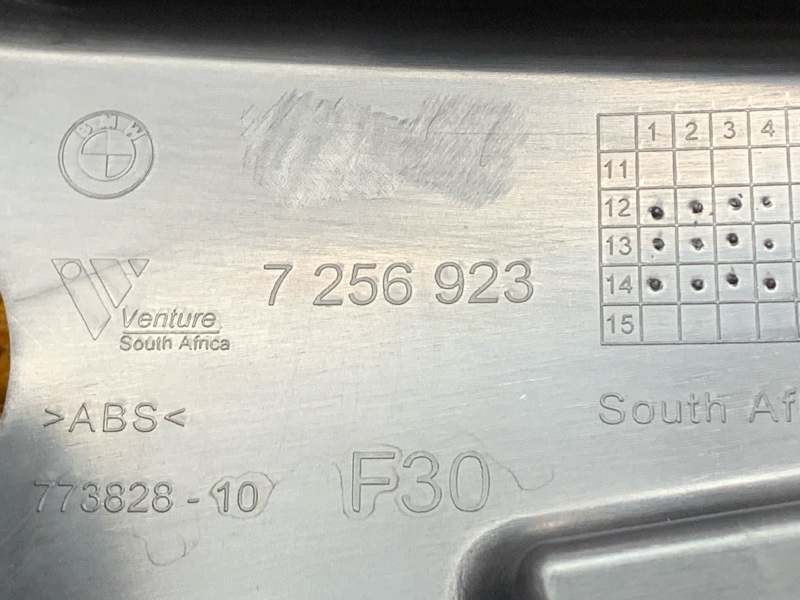 BMW
7 256 923
Venture
South Africa
>ABS<
773828 - 10
F30
1 2 3 4
11
12
13
14
15
South Af